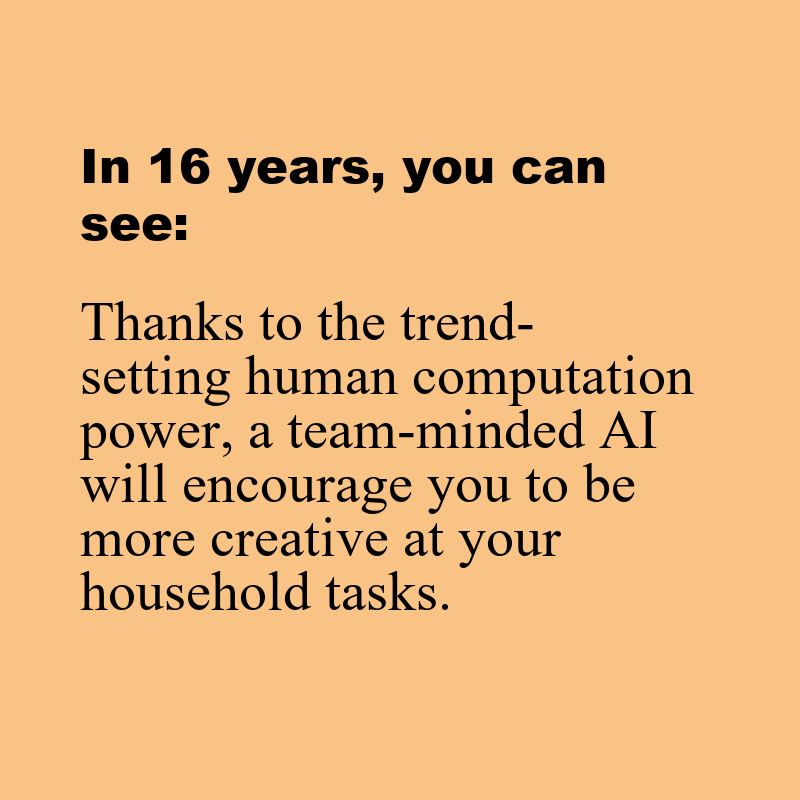 In 16 years, you can
see:
Thanks to the trend-
setting human computation
power, a team-minded AI
will encourage you to be
more creative at your
household tasks.